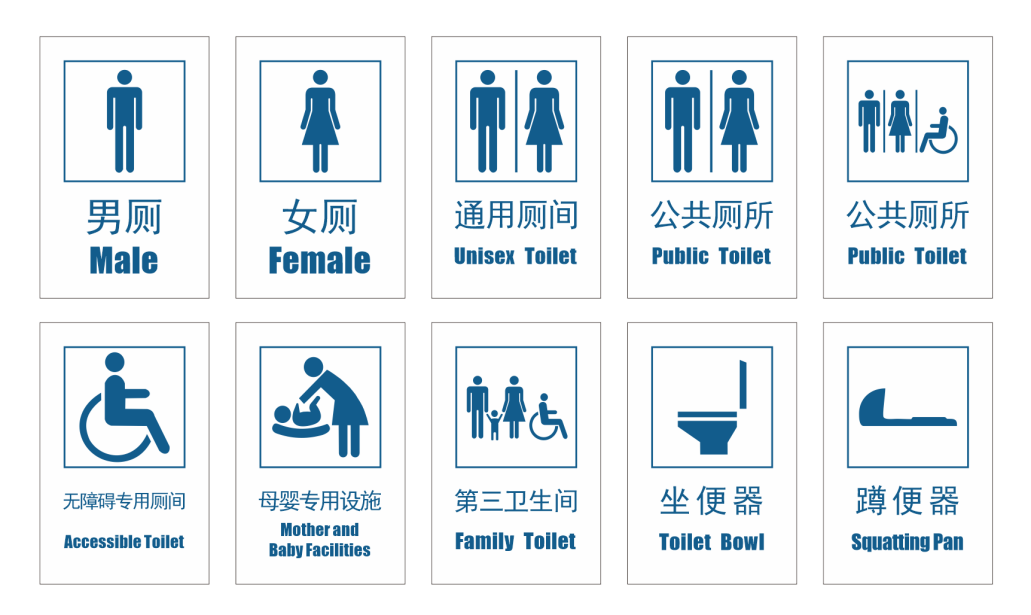 男厕
Male
女厕
Female
通用厕间
Unisex Toilet
公共厕所
Public Toilet
公共厕所
Public Toilet
无障碍专用厕间
Accessible Toilet
母婴专用设施
Mother and
Baby Facilities
第三卫生间
Family Toilet
坐便器
Toilet Bowl
蹲便器
Squatting Pan